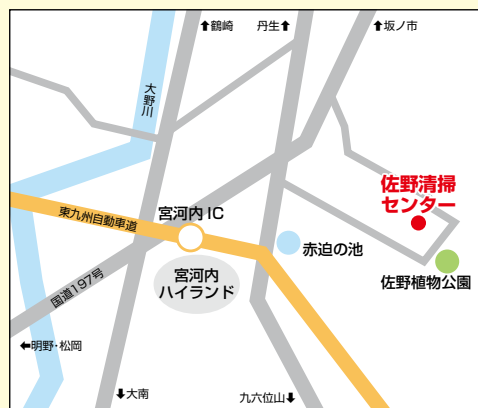 ⬆鶴崎
丹生⬆
⬆坂ノ市
大野川
佐野清掃
センター
東九州自動車道
宮河内 IC
赤迫の池
佐野植物公園
宮河内
ハイランド
国道197号
⬅明野・松岡
⬇大南
九六位山⬇